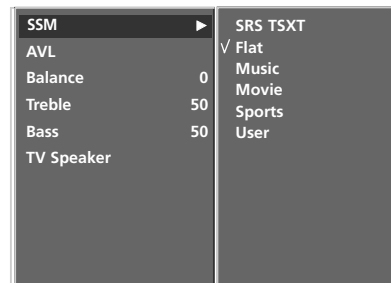 SSM ▶
AVL
Balance 0
Treble 50
Bass 50
TV Speaker
SRS TSXT
√ Flat
Music
Movie
Sports
User